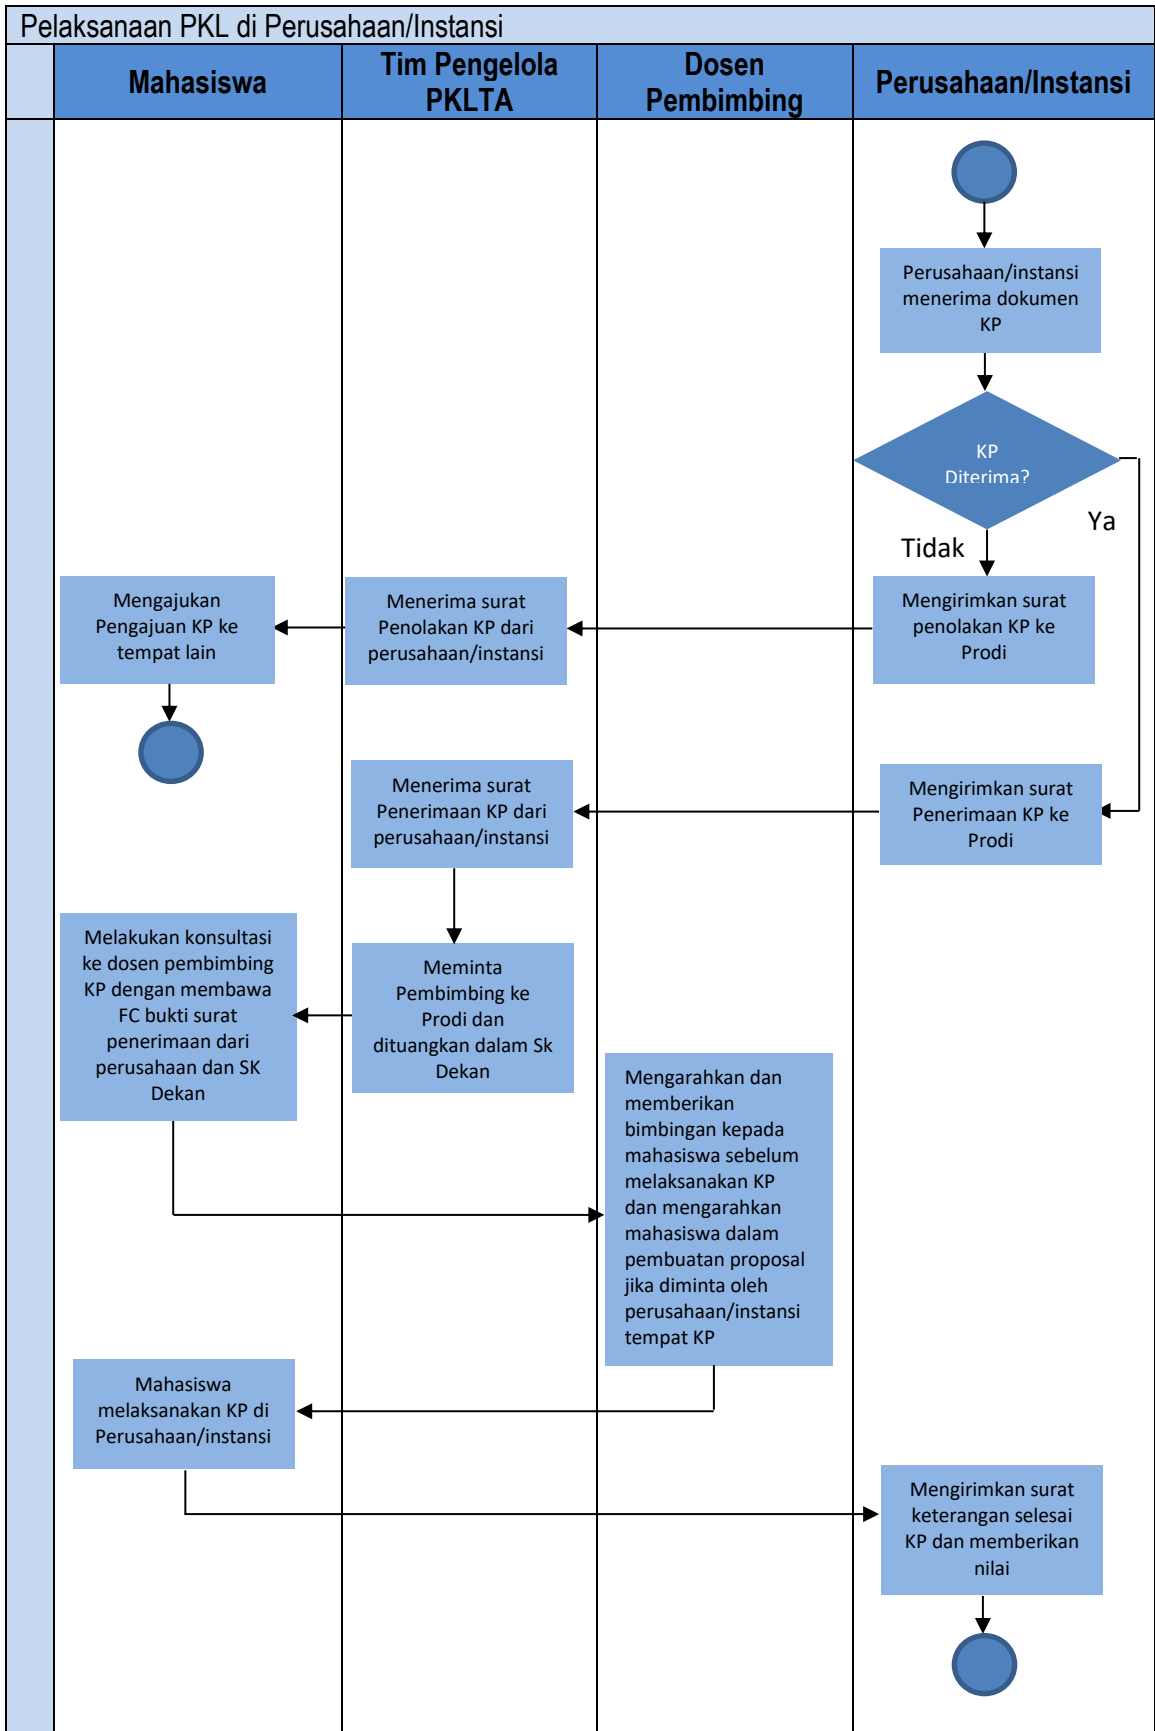 Pelaksanaan PKL di Perusahaan/Instansi
Mahasiswa
Tim Pengelola
PKLTA
Dosen
Pembimbing
Perusahaan/Instansi
Perusahaan/instansi
menerima dokumen
KP
KP
Diterima?
Ya
Tidak
Mengajukan
Pengajuan KP ke
tempat lain
Menerima surat
Penolakan KP dari
perusahaan/instansi
Mengirimkan surat
penolakan KP ke
Prodi
Menerima surat
Penerimaan KP dari
perusahaan/instansi
Mengirimkan surat
Penerimaan KP ke
Prodi
Melakukan konsultasi
ke dosen pembimbing
KP dengan membawa
FC bukti surat
penerimaan dari
perusahaan dan SK
Dekan
Meminta
Pembimbing ke
Prodi dan
dituangkan dalam Sk
Dekan
Mengarahkan dan
memberikan
bimbingan kepada
mahasiswa sebelum
melaksanakan KP
dan mengarahkan
mahasiswa dalam
pembuatan proposal
jika diminta oleh
perusahaan/instansi
tempat KP
Mahasiswa
melaksanakan KP di
Perusahaan/instansi
Mengirimkan surat
keterangan selesai
KP dan memberikan
nilai